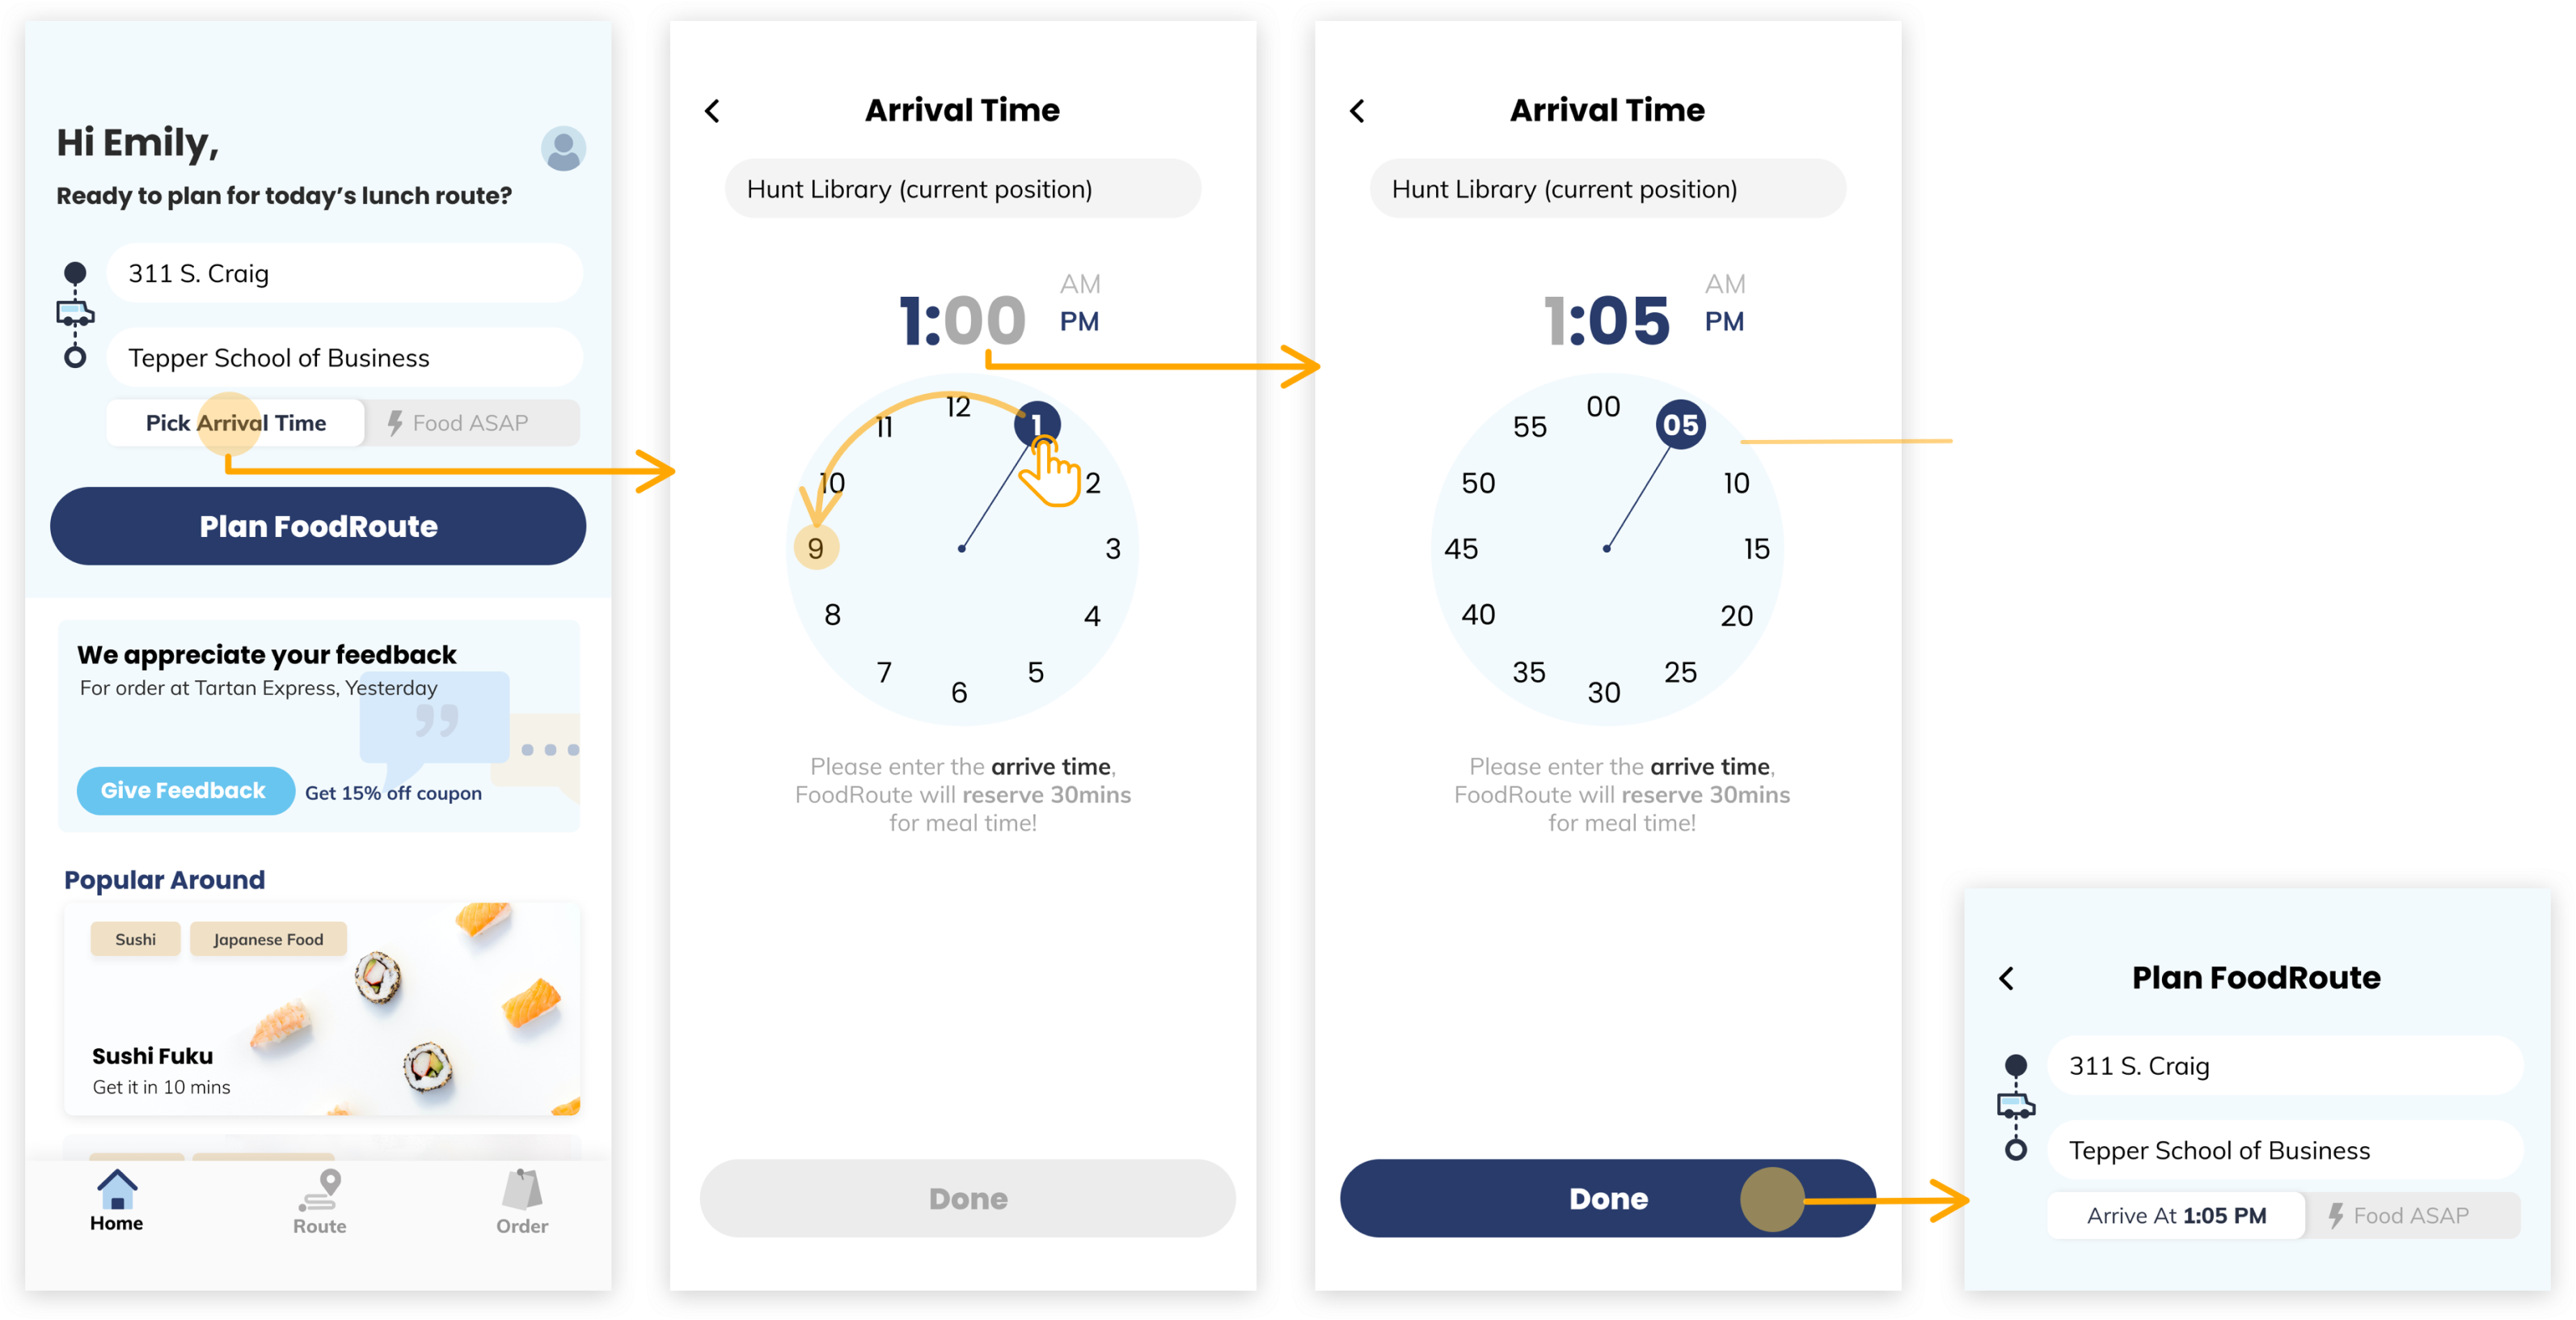 Hi Emily,
Ready to plan for today's lunch route?
311 S. Craig
Tepper School of Business
Pick Arrival Time
Food ASAP
Plan FoodRoute
We appreciate your feedback
For order at Tartan Express, Yesterday
Give Feedback
Get 15% off coupon
Popular Around
Sushi
Japanese Food
Sushi Fuku
Get it in 10 mins
Home
Route
Order
Arrival Time
Hunt Library (current position)
1:00
AM
PM
12
1
2
3
4
5
6
7
8
9
10
11
Please enter the arrive time,
FoodRoute will reserve 30mins
for meal time!
Done
Arrival Time
Hunt Library (current position)
1:05
AM
PM
00
05
10
15
20
25
30
35
40
45
50
55
Please enter the arrive time,
FoodRoute will reserve 30mins
for meal time!
Done
Plan FoodRoute
311 S. Craig
Tepper School of Business
Arrive At 1:05 PM
Food ASAP